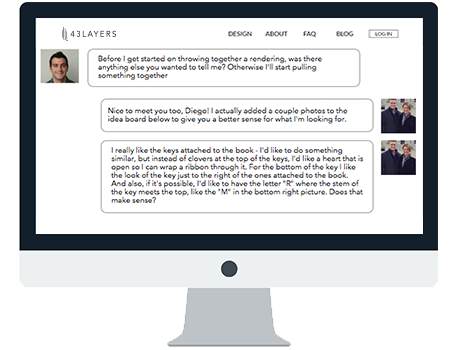 43LAYERS
DESIGN ABOUT FAQ BLOG LOG IN
Before I get started on throwing together a rendering, was there
anything else you wanted to tell me? Otherwise I'll start pulling
something together
Nice to meet you too, Diego! I actually added a couple photos to the
idea board below to give you a better sense for what I'm looking for.
I really like the keys attached to the book - I'd like to do something
similar, but instead of clovers at the top of the keys, I'd like a heart that is
open so I can wrap a ribbon through it. For the bottom of the key I like
the look of the key just to the right of the ones attached to the book.
And also, if it's possible, I'd like to have the letter "R" where the stem of
the key meets the top, like the "M" in the bottom right picture. Does that
make sense?